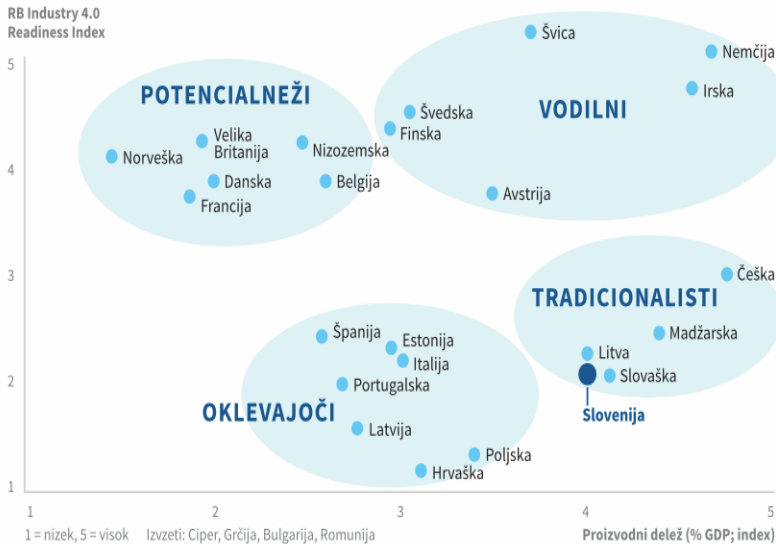 RB Industry 4.0
Readiness Index
5
4
3
2
1
POTENCIALNEŽI
Norveška
Velika
Britanija
Nizozemska
Danska
Belgija
Francija
VODILNI
Švica
Nemčija
Irska
Švedska
Finska
Avstrija
TRADICIONALISTI
Češka
Madžarska
Litva
Slovaška
Slovenija
OKLEVAJOČI
Španija
Estonija
Italija
Portugalska
Latvija
Poljska
Hrvaška
1 2 3 4 5
1 = nizek, 5 = visok Izvzeti: Ciper, Grčija, Bulgarija, Romunija Proizvodni delež (% GDP; index)